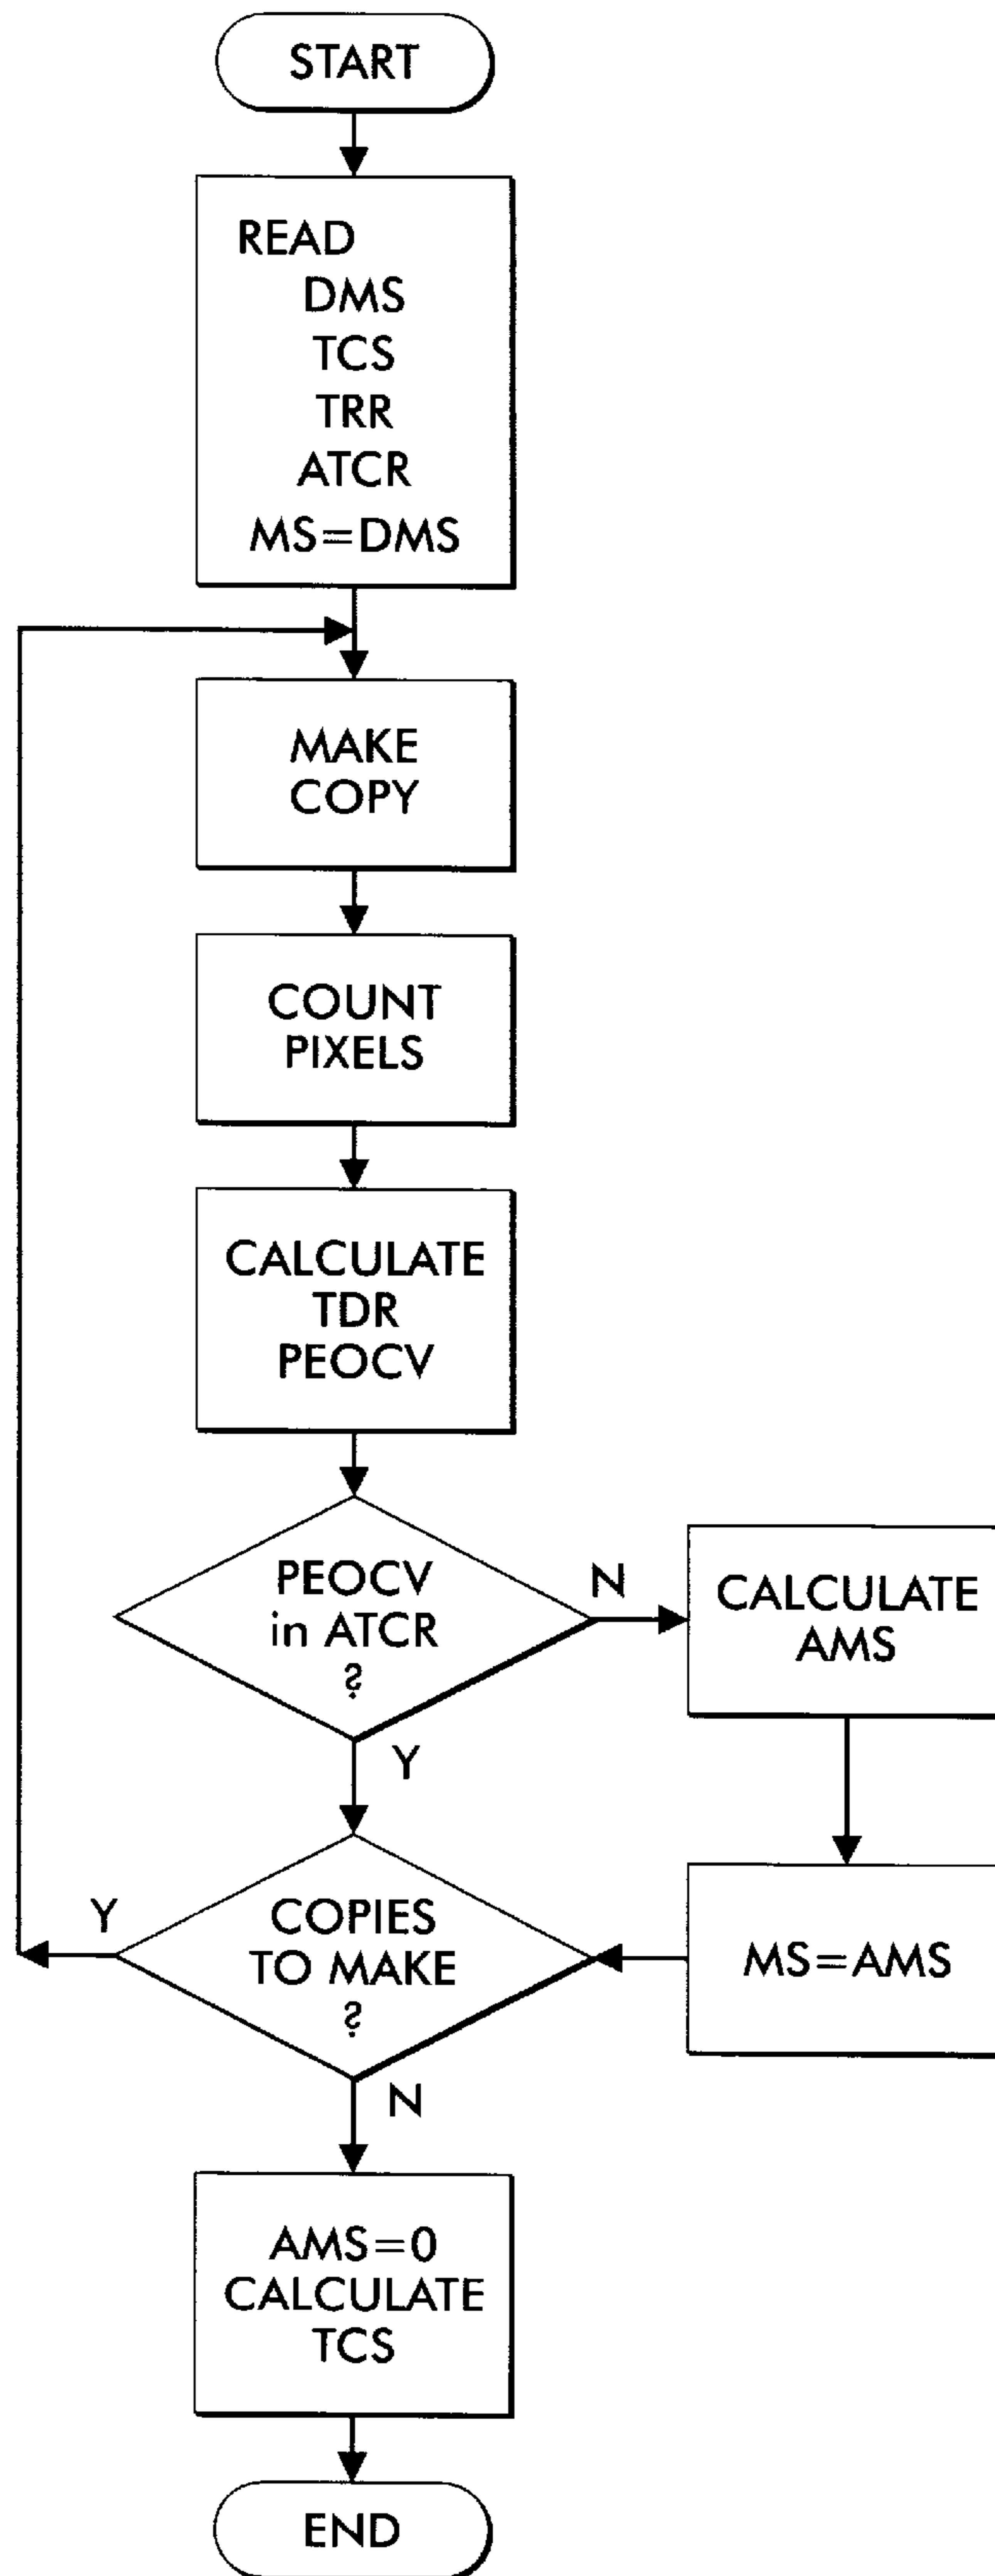 START
READ
DMS
TCS
TRR
ATCR
MS=DMS
MAKE
COPY
COUNT
PIXELS
CALCULATE
TDR
PEOCV
PEOCV
in ATCR
?
N
CALCULATE
AMS
Y
COPIES
TO MAKE
?
Y
MS=AMS
N
AMS=0
CALCULATE
TCS
END